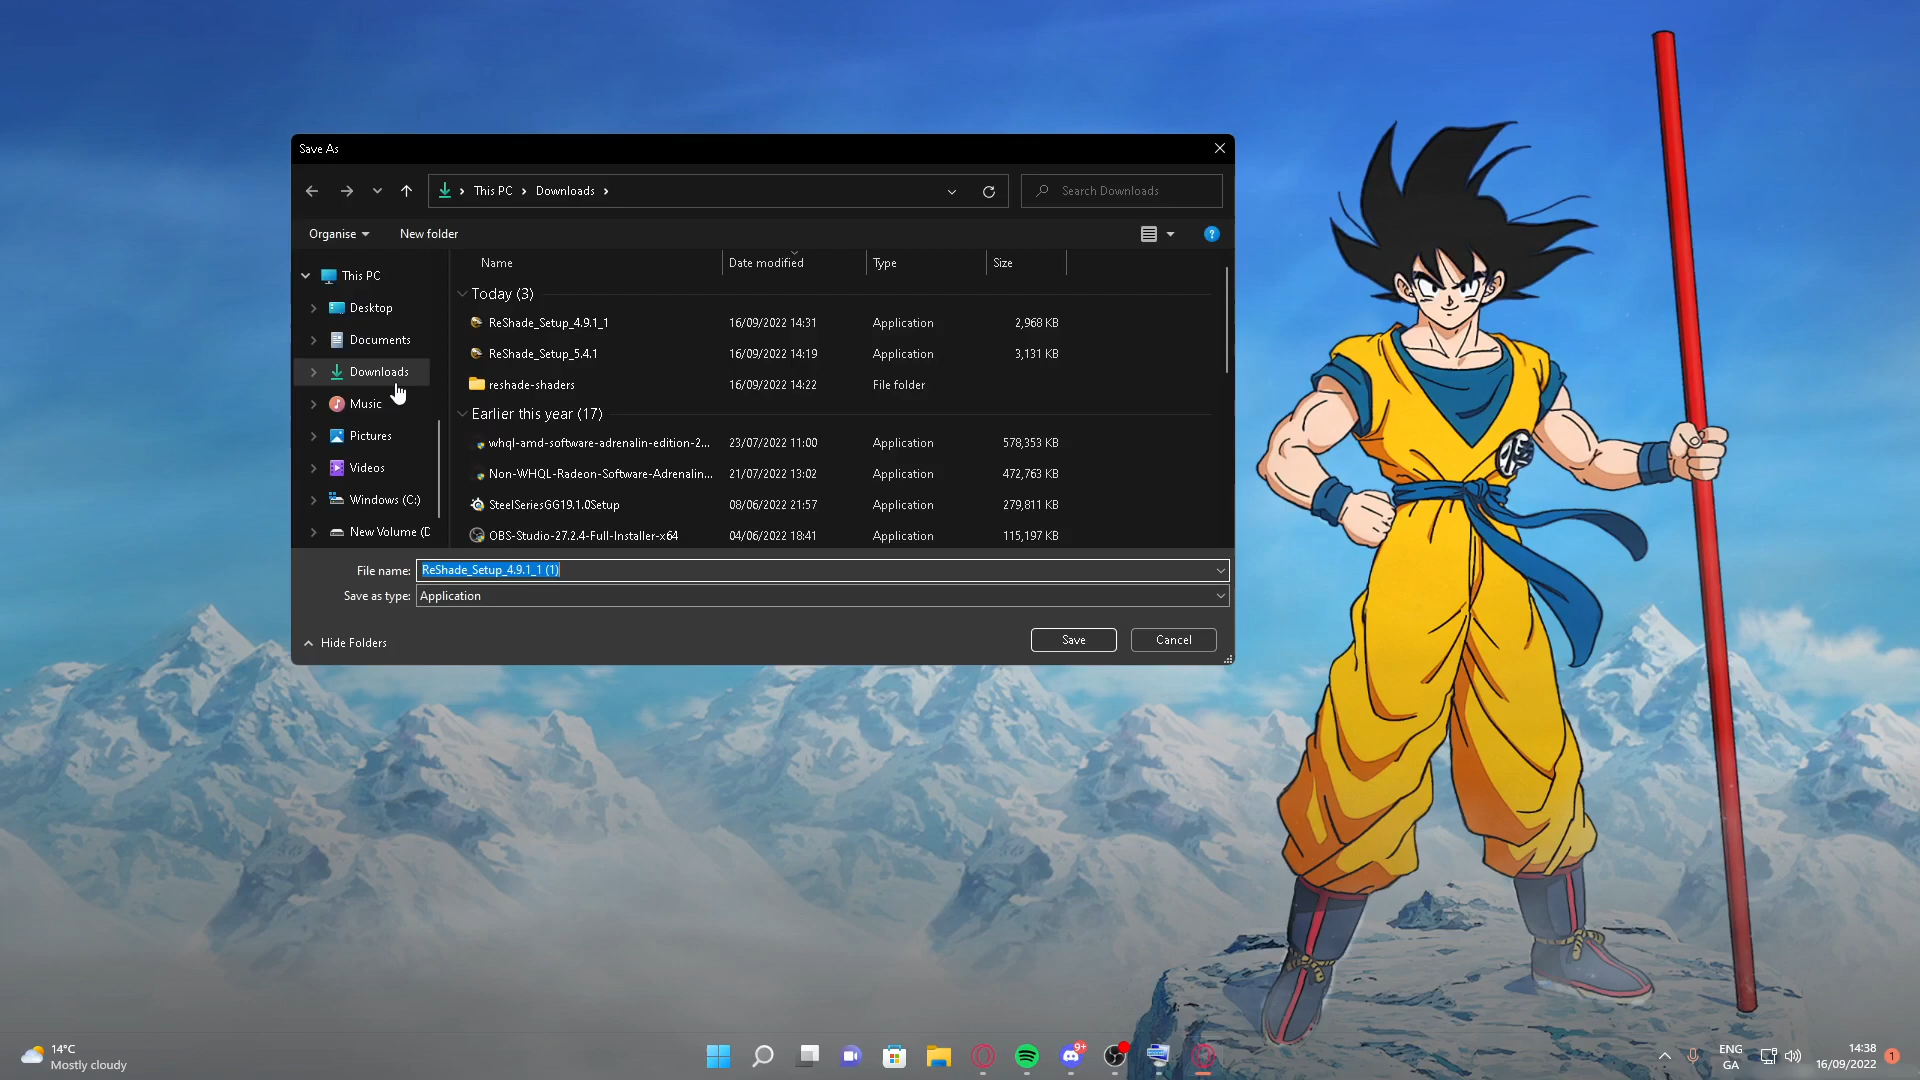 Save As
This PC > Downloads >
Search Downloads
Organise
New folder
?
Name
Date modified
Type
Size
This PC
Desktop
Documents
Downloads
Music
Pictures
Videos
Windows (C:)
New Volume (D
Today (3)
ReShade_Setup_4.9.1_1 16/09/2022 14:31 Application 2,968 KB
ReShade_Setup_5.4.1 16/09/2022 14:19 Application 3,131 KB
reshade-shaders 16/09/2022 14:22 File folder
Earlier this year (17)
whql-amd-software-adrenalin-edition-2... 23/07/2022 11:00 Application 578,353 KB
Non-WHQL-Radeon-Software-Adrenalin... 21/07/2022 13:02 Application 472,763 KB
SteelSeriesGG19.1.0Setup 08/06/2022 21:57 Application 279,811 KB
OBS-Studio-27.2.4-Full-Installer-x64 04/06/2022 18:41 Application 115,197 KB
File name: ReShade_Setup_4.9.1_1 (1)
Save as type: Application
Hide Folders
Save
Cancel
14°C
Mostly cloudy
9+
ENG
GA
14:38
16/09/2022
1